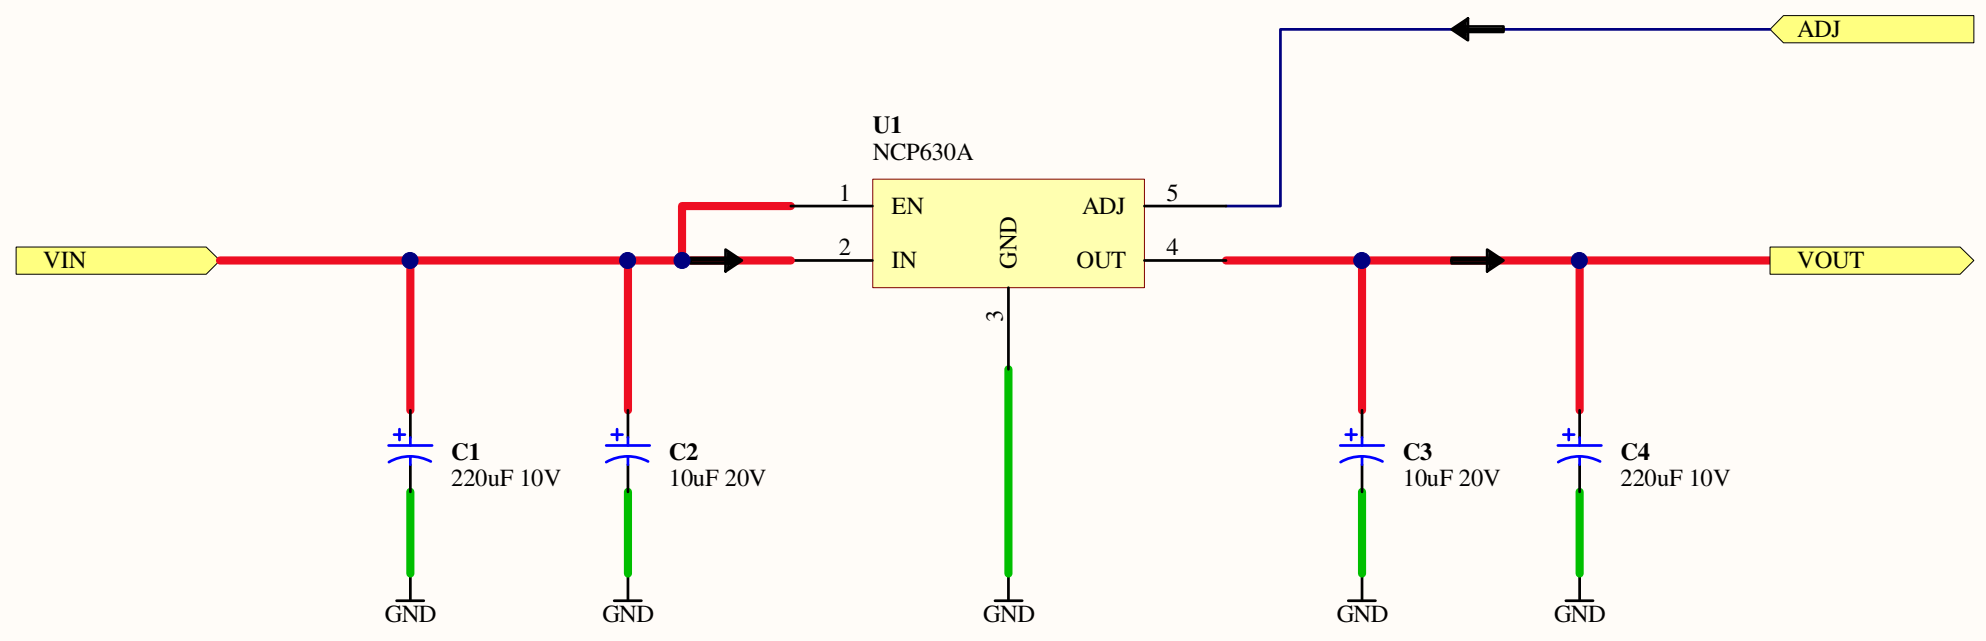 ADJ
U1
NCP630A
1
EN
ADJ
5
VIN
2
IN
GND
OUT
4
VOUT
3
+
C1
220uF 10V
+
C2
10uF 20V
+
C3
10uF 20V
+
C4
220uF 10V
GND
GND
GND
GND
GND